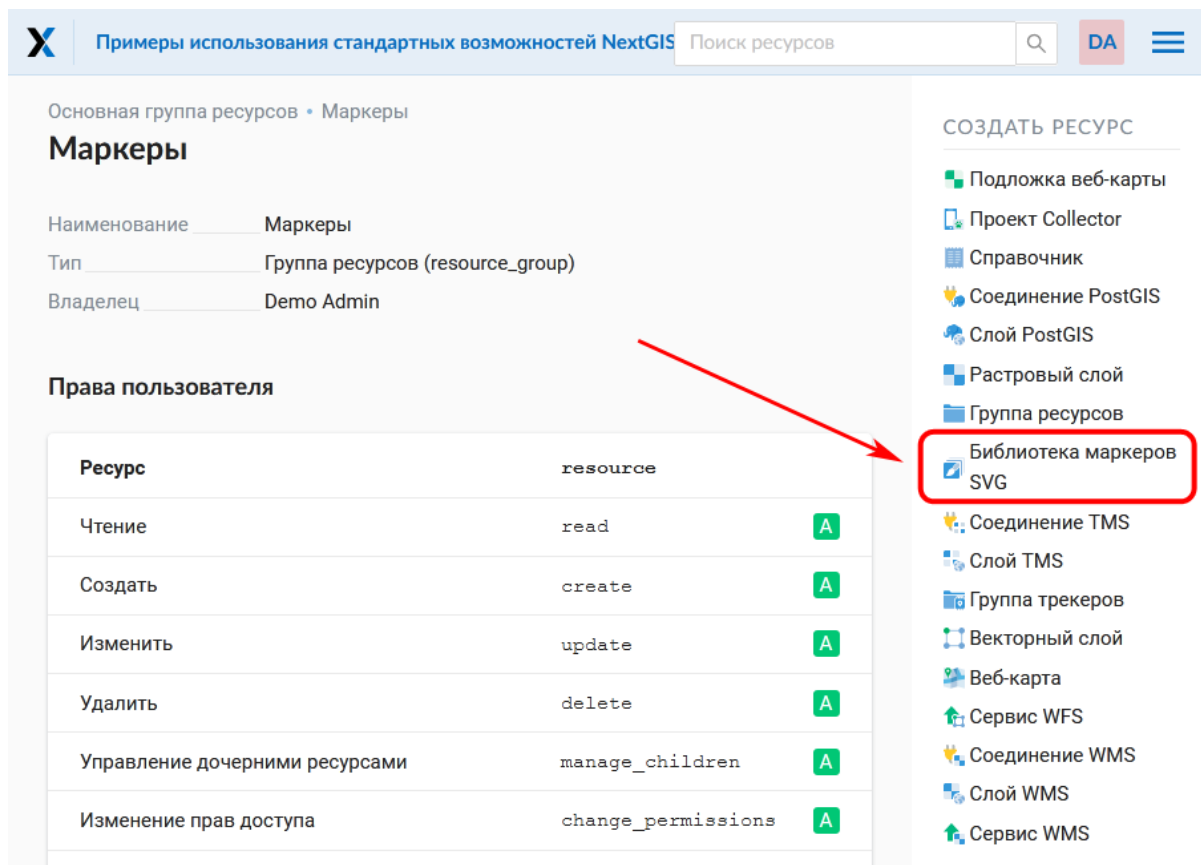 Примеры использования стандартных возможностей NextGIS
Поиск ресурсов
DA
Основная группа ресурсов • Маркеры
Маркеры
Наименование Маркеры
Тип Группа ресурсов (resource_group)
Владелец Demo Admin
Права пользователя
Ресурс resource
Чтение read A
Создать create A
Изменить update A
Удалить delete A
Управление дочерними ресурсами manage_children A
Изменение прав доступа change_permissions A
СОЗДАТЬ РЕСУРС
Подложка веб-карты
Проект Collector
Справочник
Соединение PostGIS
Слой PostGIS
Растровый слой
Группа ресурсов
Библиотека маркеров
SVG
Соединение TMS
Слой TMS
Группа трекеров
Векторный слой
Веб-карта
Сервис WFS
Соединение WMS
Слой WMS
Сервис WMS